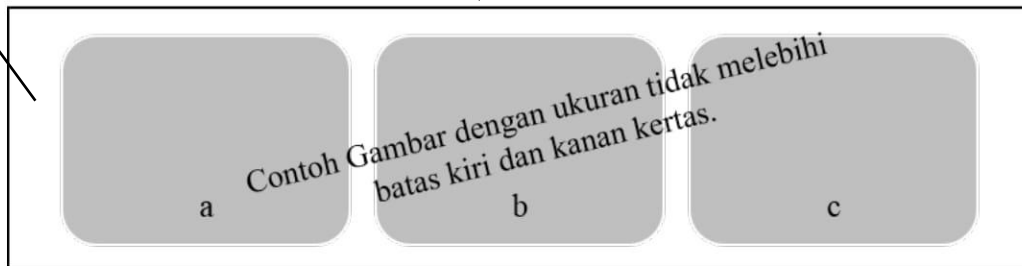 Contoh Gambar dengan ukuran tidak melebihi
batas kiri dan kanan kertas.
a
b
c